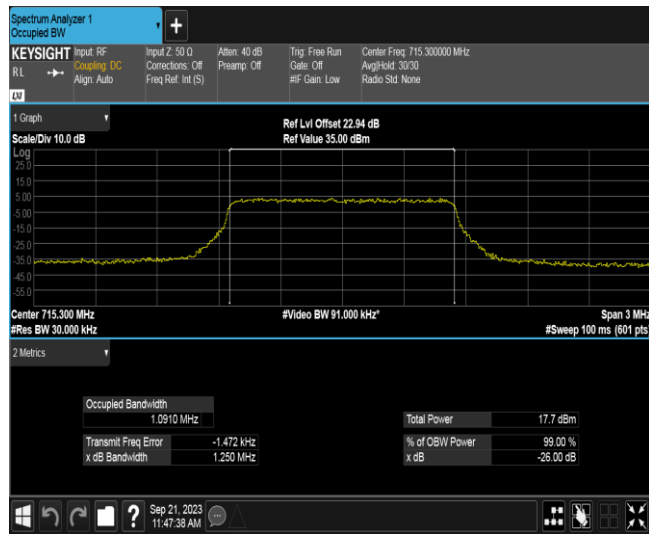 Spectrum Analyzer 1
Occupied BW
+
KEYSIGHT Input: RF Input Z: 50 Ω Atten: 40 dB Trig: Free Run Center Freq: 715.300000 MHz
RL Coupling: DC Corrections: Off Preamp: Off Gate: Off Avg|Hold: 30/30
Align: Auto Freq Ref: Int (S) #IF Gain: Low Radio Std: None
LXI
1 Graph
Ref Lvl Offset 22.94 dB
Scale/Div 10.0 dB Ref Value 35.00 dBm
Log
25.0
15.0
5.00
-5.00
-15.0
-25.0
-35.0
-45.0
-55.0
Center 715.300 MHz #Video BW 91.000 kHz* Span 3 MHz
#Res BW 30.000 kHz #Sweep 100 ms (601 pts)
2 Metrics
Occupied Bandwidth
1.0910 MHz Total Power 17.7 dBm
Transmit Freq Error -1.472 kHz % of OBW Power 99.00 %
x dB Bandwidth 1.250 MHz x dB -26.00 dB
? Sep 21, 2023
11:47:38 AM